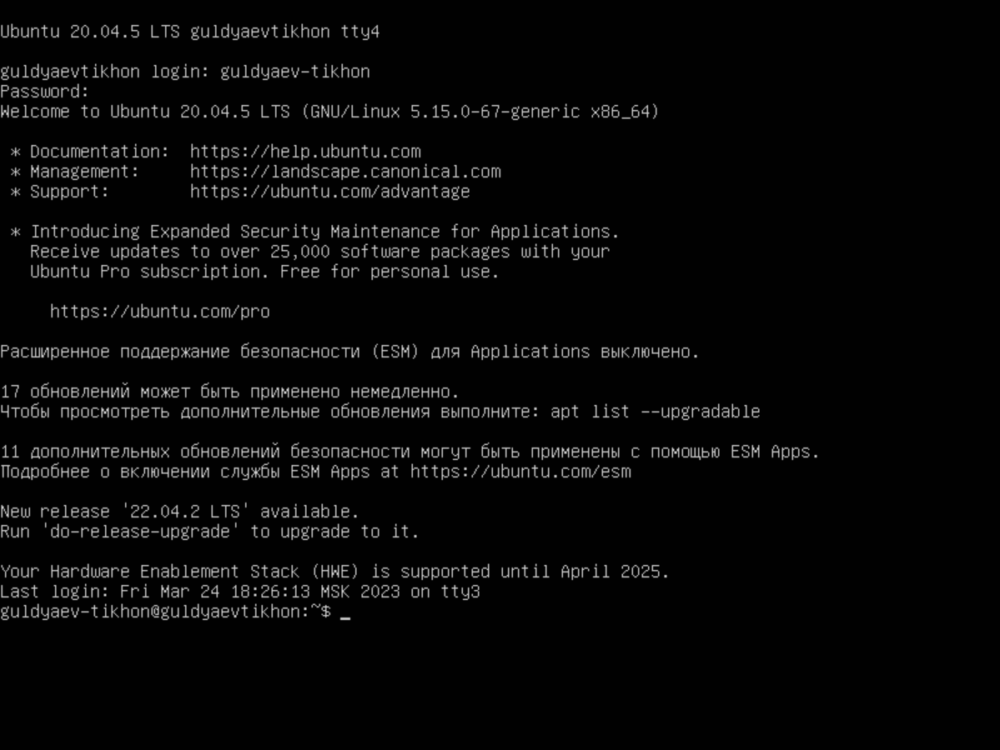 Ubuntu 20.04.5 LTS guldyaevtikhon tty4
guldyaevtikhon login: guldyaev-tikhon
Password:
Welcome to Ubuntu 20.04.5 LTS (GNU/Linux 5.15.0-67-generic x86_64)
* Documentation:  https://help.ubuntu.com
* Management:     https://landscape.canonical.com
* Support:        https://ubuntu.com/advantage
* Introducing Expanded Security Maintenance for Applications.
Receive updates to over 25,000 software packages with your
Ubuntu Pro subscription. Free for personal use.
https://ubuntu.com/pro
Расширенное поддержание безопасности (ESM) для Applications выключено.
17 обновлений может быть применено немедленно.
Чтобы просмотреть дополнительные обновления выполните: apt list --upgradable
11 дополнительных обновлений безопасности могут быть применены с помощью ESM Apps.
Подробнее о включении службы ESM Apps at https://ubuntu.com/esm
New release '22.04.2 LTS' available.
Run 'do-release-upgrade' to upgrade to it.
Your Hardware Enablement Stack (HWE) is supported until April 2025.
Last login: Fri Mar 24 18:26:13 MSK 2023 on tty3
guldyaev-tikhon@guldyaevtikhon:~$ _